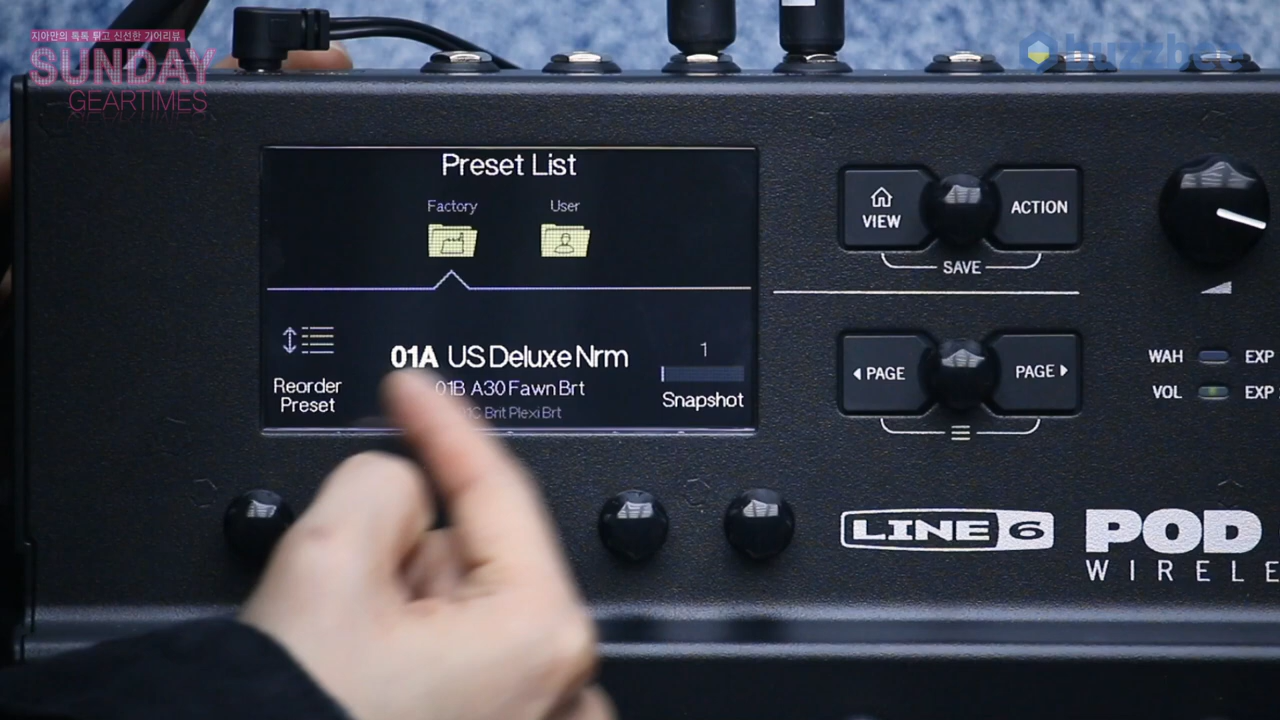 지아만의 톡톡 튀고 신선한 기어리뷰
SUNDAY
GEARTIMES
buzzbee
Preset List
Factory
User
Reorder
Preset
01A US Deluxe Nrm
01B A30 Fawn Brt
Brit Plexi Brt
1
Snapshot
VIEW
ACTION
SAVE
PAGE
PAGE
WAH
EXP
VOL
EXP
LINE 6
POD
WIRELE